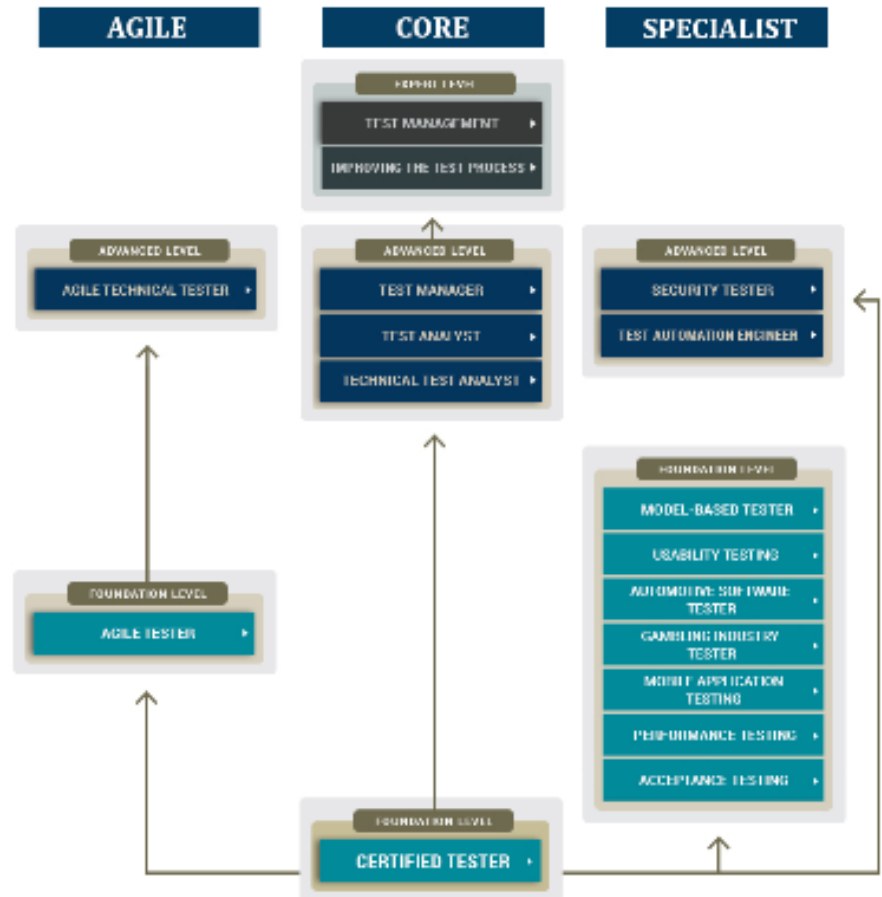 AGILE
CORE
SPECIALIST
EXPERT LEVEL
TEST MANAGEMENT
IMPROVING THE TEST PROCESS
ADVANCED LEVEL
AGILE TECHNICAL TESTER
ADVANCED LEVEL
TEST MANAGER
TEST ANALYST
TECHNICAL TEST ANALYST
ADVANCED LEVEL
SECURITY TESTER
TEST AUTOMATION ENGINEER
FOUNDATION LEVEL
AGILE TESTER
FOUNDATION LEVEL
MODEL-BASED TESTER
USABILITY TESTING
AUTOMOTIVE SOFTWARE
TESTER
GAMBLING INDUSTRY
TESTER
MOBILE APPLICATION
TESTING
PERFORMANCE TESTING
ACCEPTANCE TESTING
FOUNDATION LEVEL
CERTIFIED TESTER